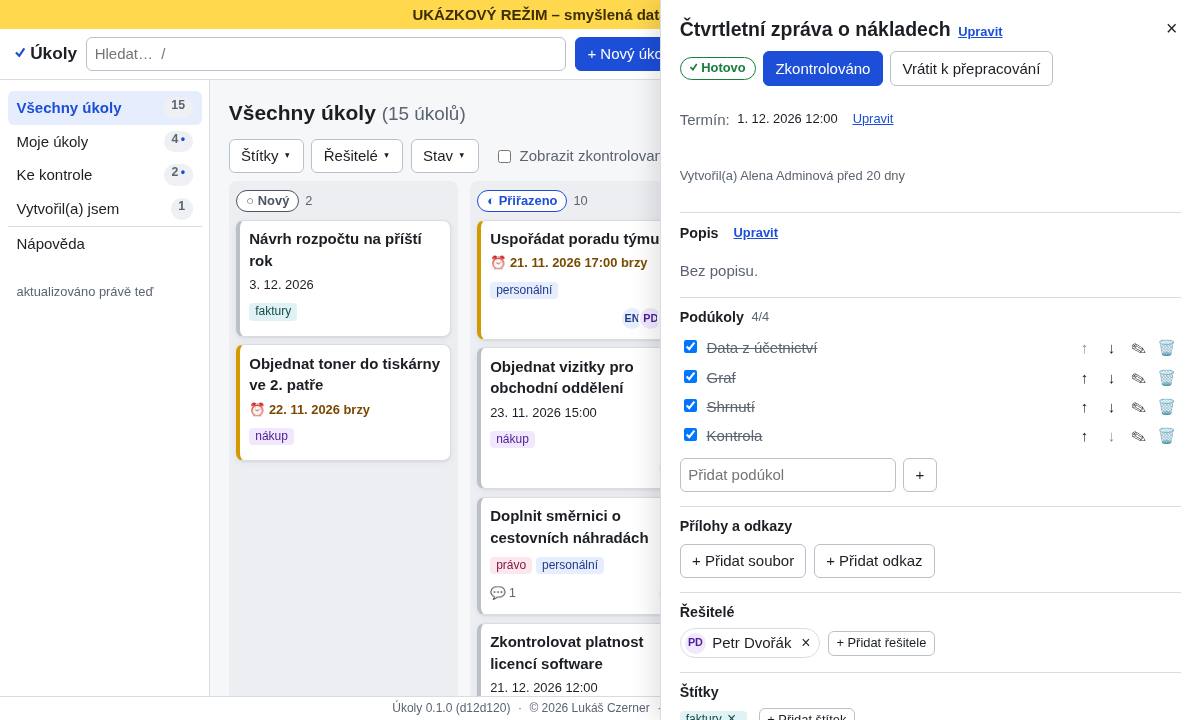 UKÁZKOVÝ REŽIM – smyšlená dat
Úkoly
Hledat… /
+ Nový úko
Všechny úkoly 15
Moje úkoly 4
Ke kontrole 2
Vytvořil(a) jsem 1
Nápověda
aktualizováno právě teď
Všechny úkoly (15 úkolů)
Štítky
Řešitelé
Stav
Zobrazit zkontrolovan
Nový 2
Návrh rozpočtu na příští
rok
3. 12. 2026
faktury
Objednat toner do tiskárny
ve 2. patře
22. 11. 2026 brzy
nákup
Přiřazeno 10
Uspořádat poradu týmu
21. 11. 2026 17:00 brzy
personální
EN PD
Objednat vizitky pro
obchodní oddělení
23. 11. 2026 15:00
nákup
Doplnit směrnici o
cestovních náhradách
právo personální
1
Zkontrolovat platnost
licencí software
21. 12. 2026 12:00
Čtvrtletní zpráva o nákladech Upravit
×
Hotovo
Zkontrolováno
Vrátit k přepracování
Termín: 1. 12. 2026 12:00 Upravit
Vytvořil(a) Alena Adminová před 20 dny
Popis Upravit
Bez popisu.
Podúkoly 4/4
Data z účetnictví ↑ ↓
Graf ↑ ↓
Shrnutí ↑ ↓
Kontrola ↑ ↓
Přidat podúkol +
Přílohy a odkazy
+ Přidat soubor + Přidat odkaz
Řešitelé
PD Petr Dvořák × + Přidat řešitele
Štítky
faktury × + Přidat štítek
Úkoly 0.1.0 (d12d120) · © 2026 Lukáš Czerner ·